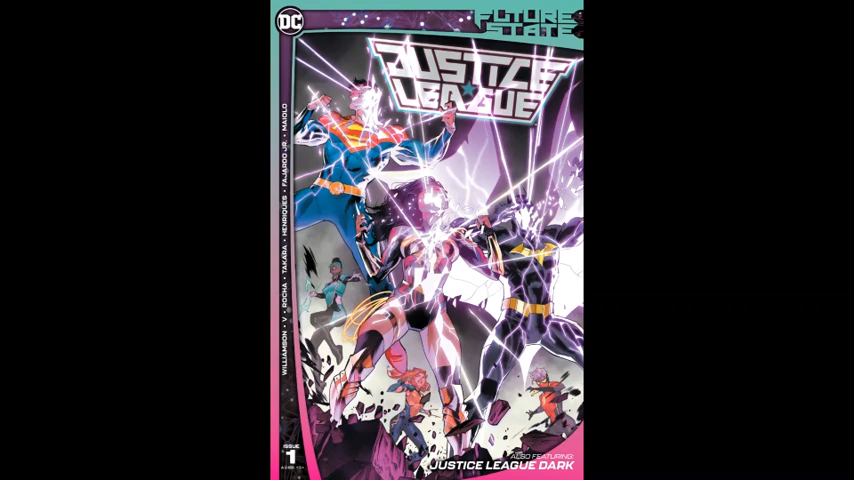 DC
FUTURE
STATE
JUSTICE
LEAGUE
WILLIAMSON • V • ROCHA • TAKARA • HENRIQUES • FAJARDO JR. • MAIOLO
ISSUE
1
ALSO FEATURING:
JUSTICE LEAGUE DARK